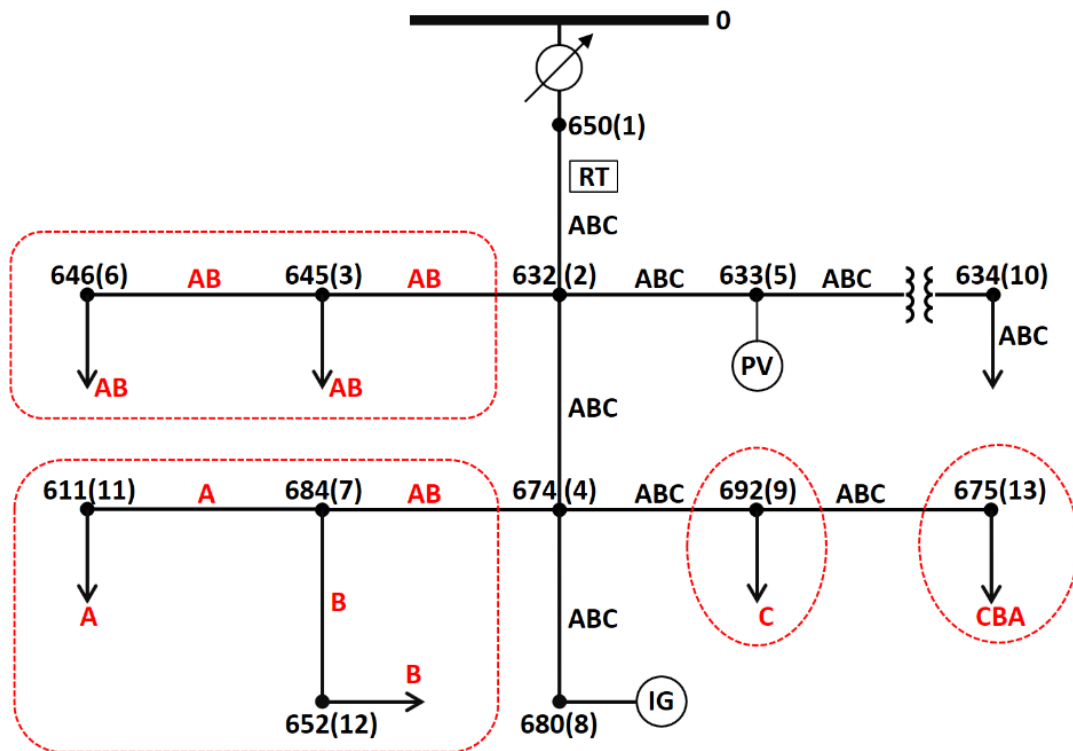 0
650(1)
RT
ABC
646(6) AB 645(3) AB 632(2) ABC 633(5) ABC 634(10)
ABC
PV
AB AB
ABC
611(11) A 684(7) AB 674(4) ABC 692(9) ABC 675(13)
A B ABC C CBA
B
652(12) 680(8) IG